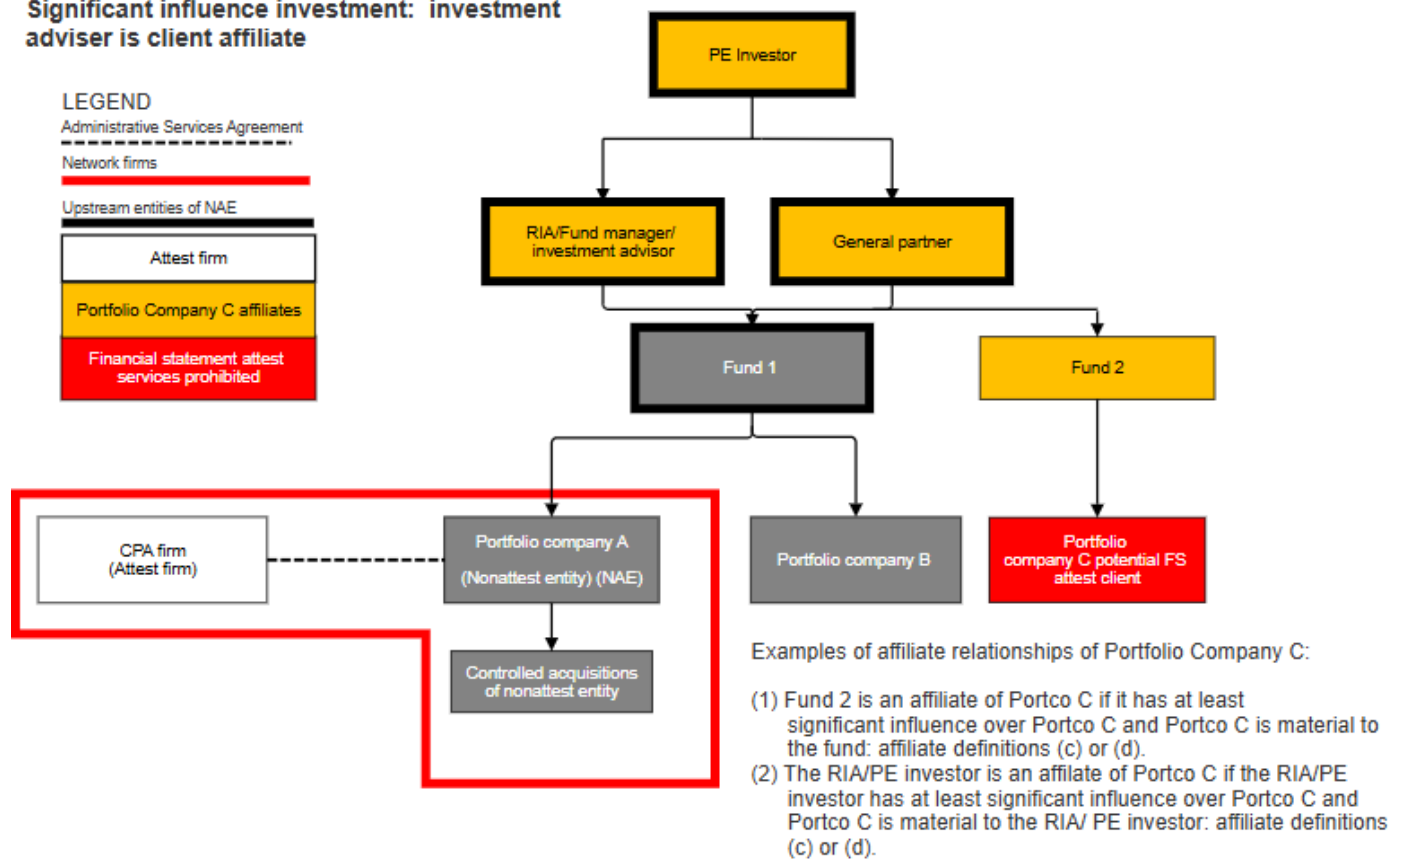 Significant influence investment: investment
adviser is client affiliate
LEGEND
Administrative Services Agreement
Network firms
Upstream entities of NAE
Attest firm
Portfolio Company C affiliates
Financial statement attest
services prohibited
PE Investor
RIA/Fund manager/
investment advisor
General partner
Fund 1
Fund 2
CPA firm
(Attest firm)
Portfolio company A
(Nonattest entity) (NAE)
Controlled acquisitions
of nonattest entity
Portfolio company B
Portfolio
company C potential FS
attest client
Examples of affiliate relationships of Portfolio Company C:
(1) Fund 2 is an affiliate of Portco C if it has at least
significant influence over Portco C and Portco C is material to
the fund: affiliate definitions (c) or (d).
(2) The RIA/PE investor is an affilate of Portco C if the RIA/PE
investor has at least significant influence over Portco C and
Portco C is material to the RIA/ PE investor: affiliate definitions
(c) or (d).